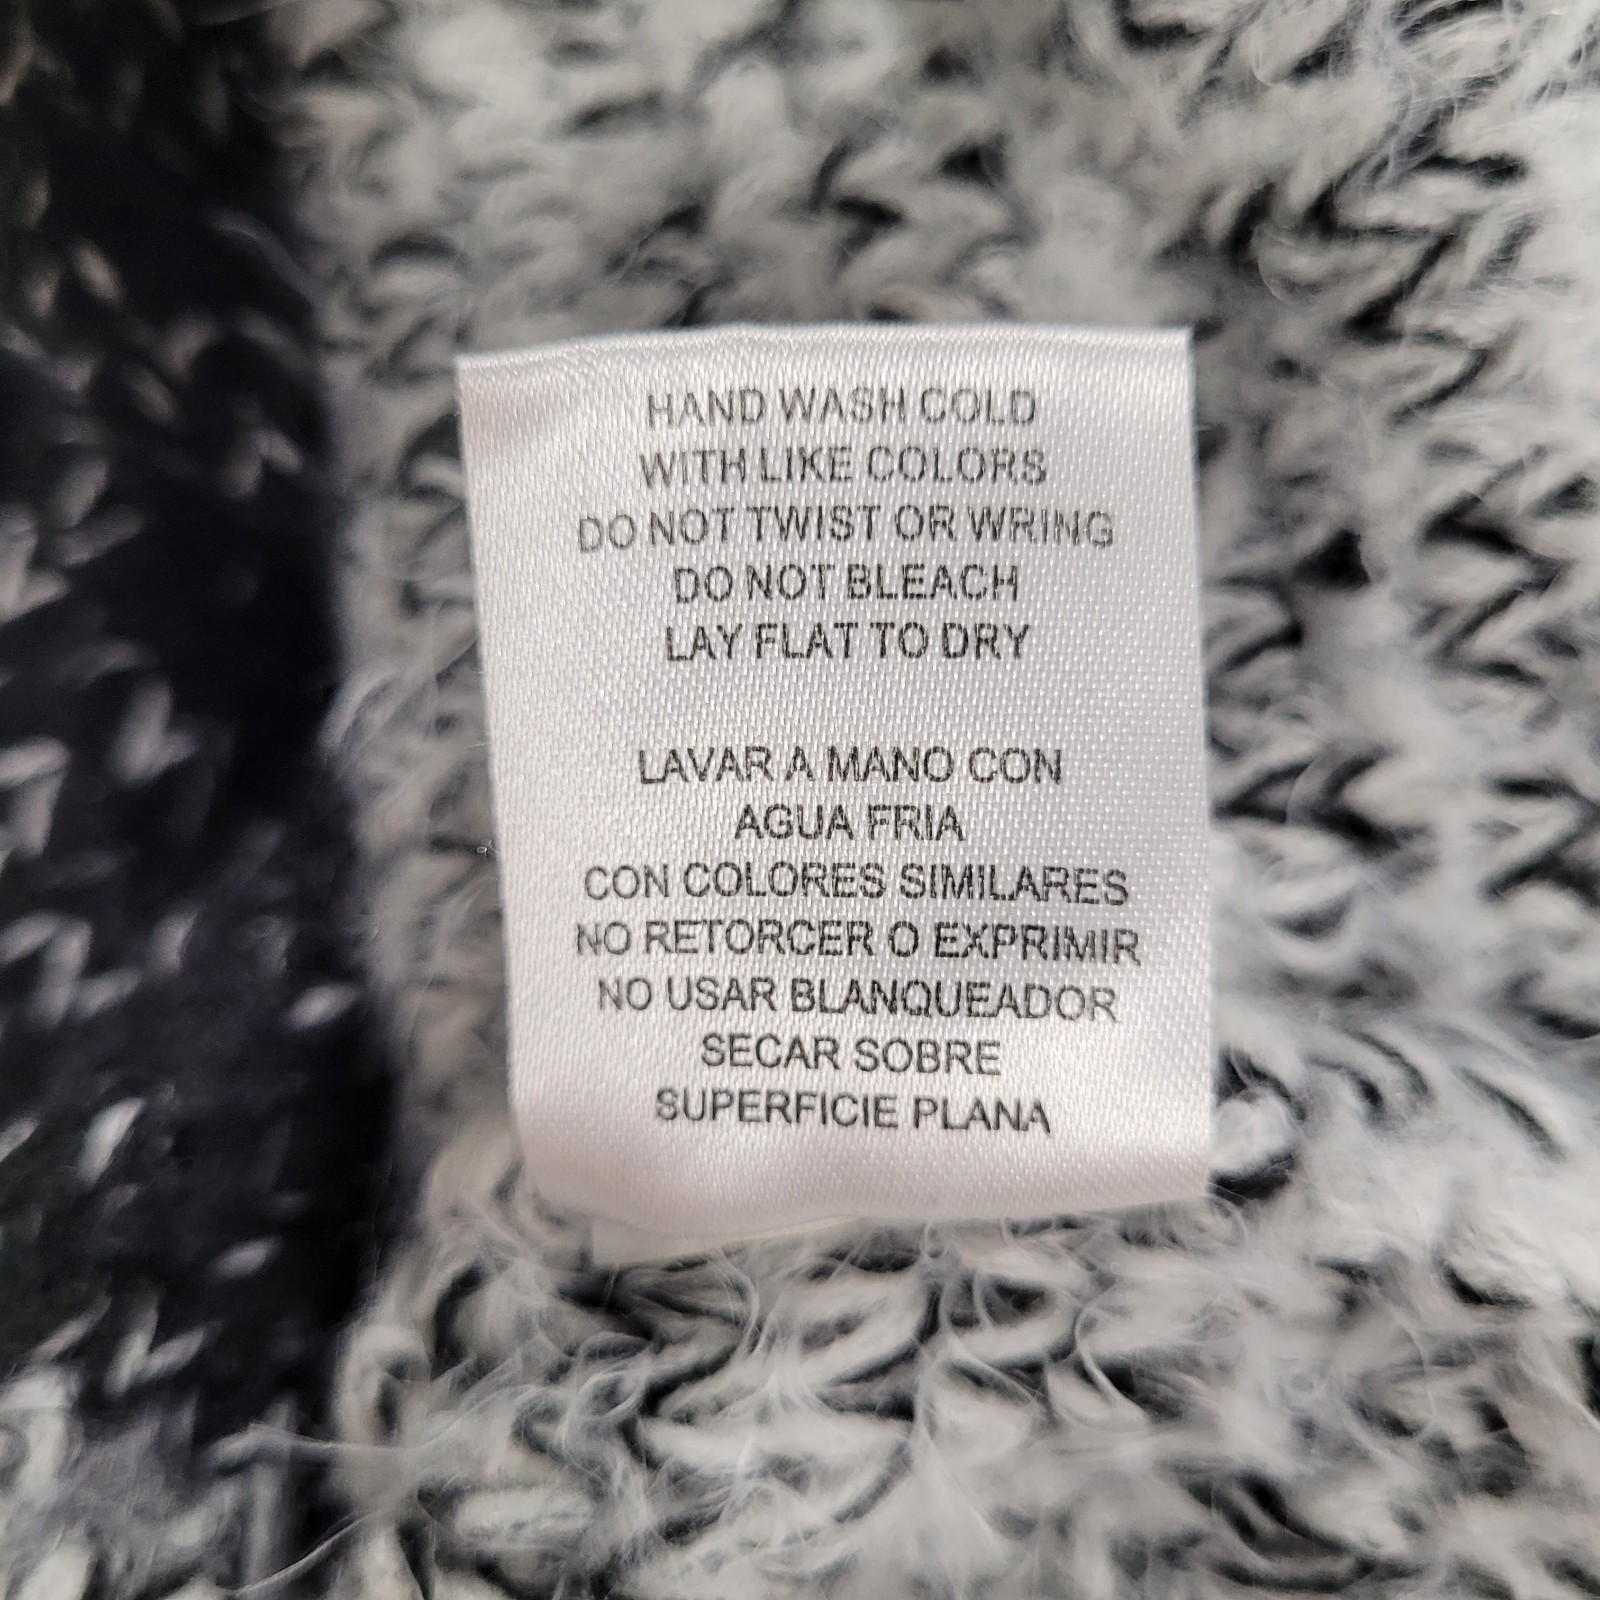 HAND WASH COLD
WITH LIKE COLORS
DO NOT TWIST OR WRING
DO NOT BLEACH
LAY FLAT TO DRY
LAVAR A MANO CON
AGUA FRIA
CON COLORES SIMILARES
NO RETORCER O EXPRIMIR
NO USAR BLANQUEADOR
SECAR SOBRE
SUPERFICIE PLANA